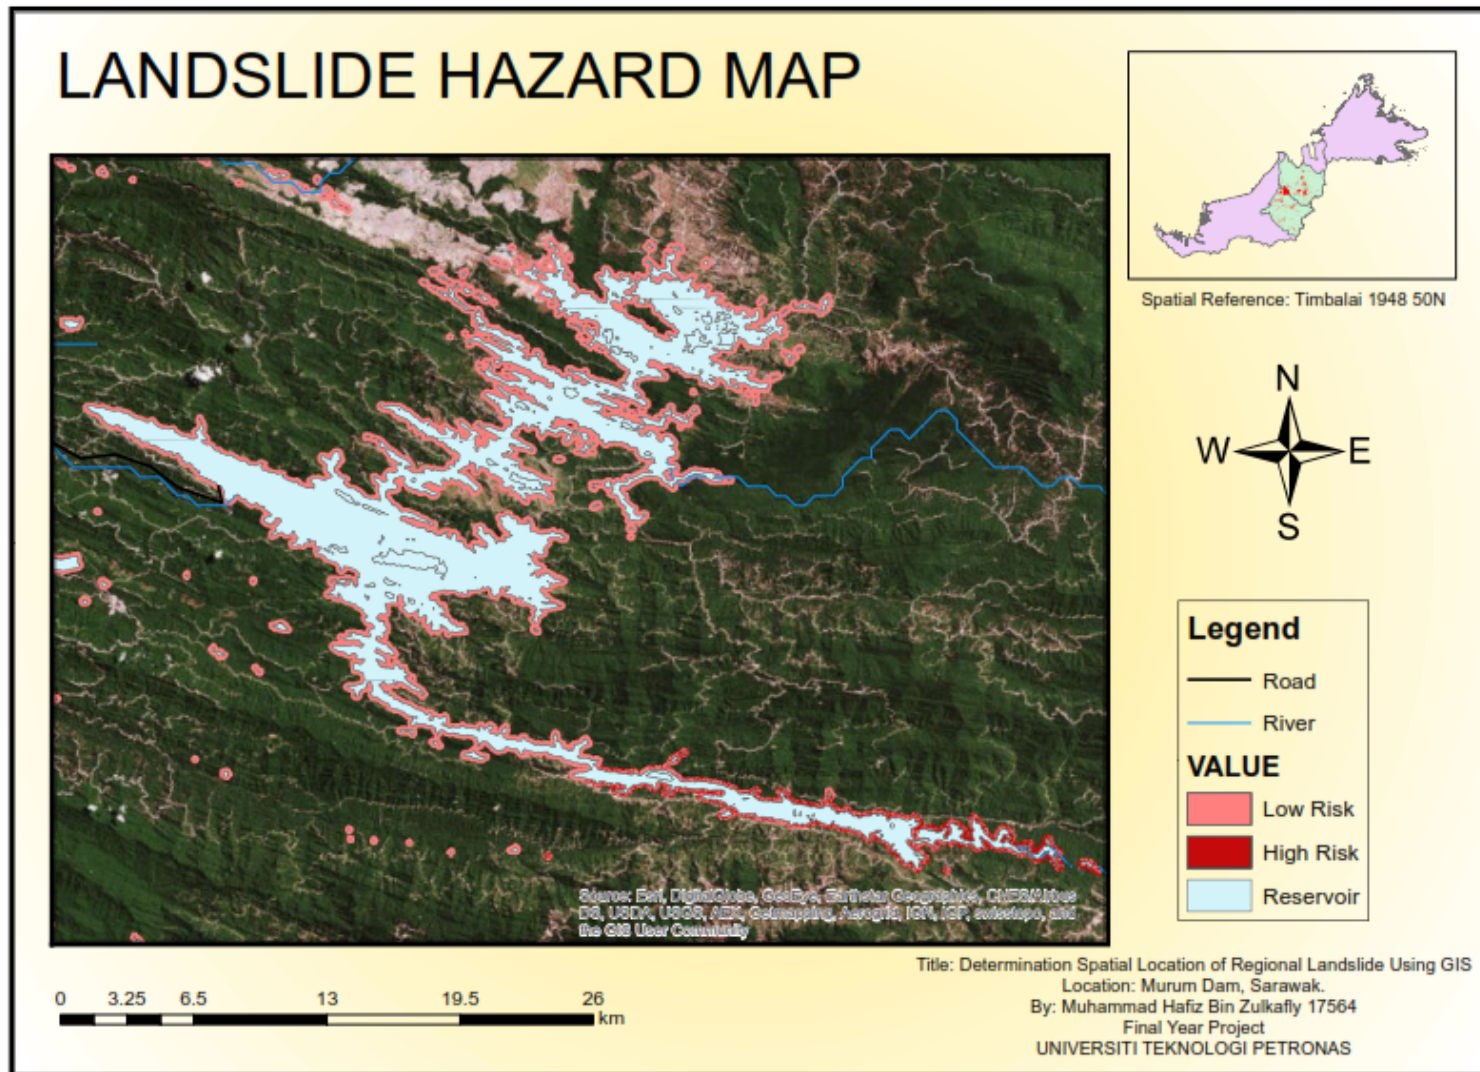 LANDSLIDE HAZARD MAP
Spatial Reference: Timbalai 1948 50N
N
W E
S
Legend
Road
River
VALUE
Low Risk
High Risk
Reservoir
Source: Esri, DigitalGlobe, GeoEye, Earthstar Geographics, CNES/Airbus
DS, USDA, USGS, AEX, Getmapping, Aerogrid, IGN, IGP, swisstopo, and
the GIS User Community
0 3.25 6.5 13 19.5 26
km
Title: Determination Spatial Location of Regional Landslide Using GIS
Location: Murum Dam, Sarawak.
By: Muhammad Hafiz Bin Zulkafly 17564
Final Year Project
UNIVERSITI TEKNOLOGI PETRONAS